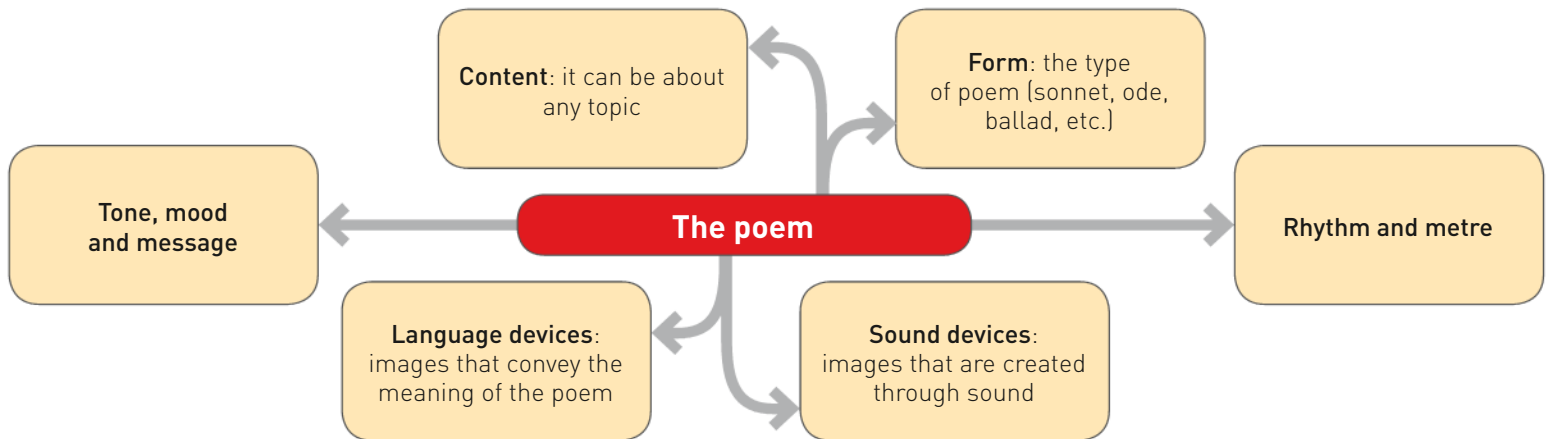 Content: it can be about
any topic
Form: the type
of poem (sonnet, ode,
ballad, etc.)
Tone, mood
and message
The poem
Rhythm and metre
Language devices:
images that convey the
meaning of the poem
Sound devices:
images that are created
through sound